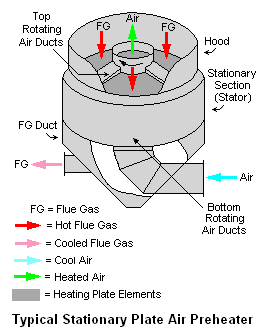 Top
Rotating
Air Ducts
Air
FG
FG
Hood
Stationary
Section
(Stator)
FG Duct
FG
Air
Bottom
Rotating
Air Ducts
FG = Flue Gas
= Hot Flue Gas
= Cooled Flue Gas
= Cool Air
= Heated Air
= Heating Plate Elements
Typical Stationary Plate Air Preheater